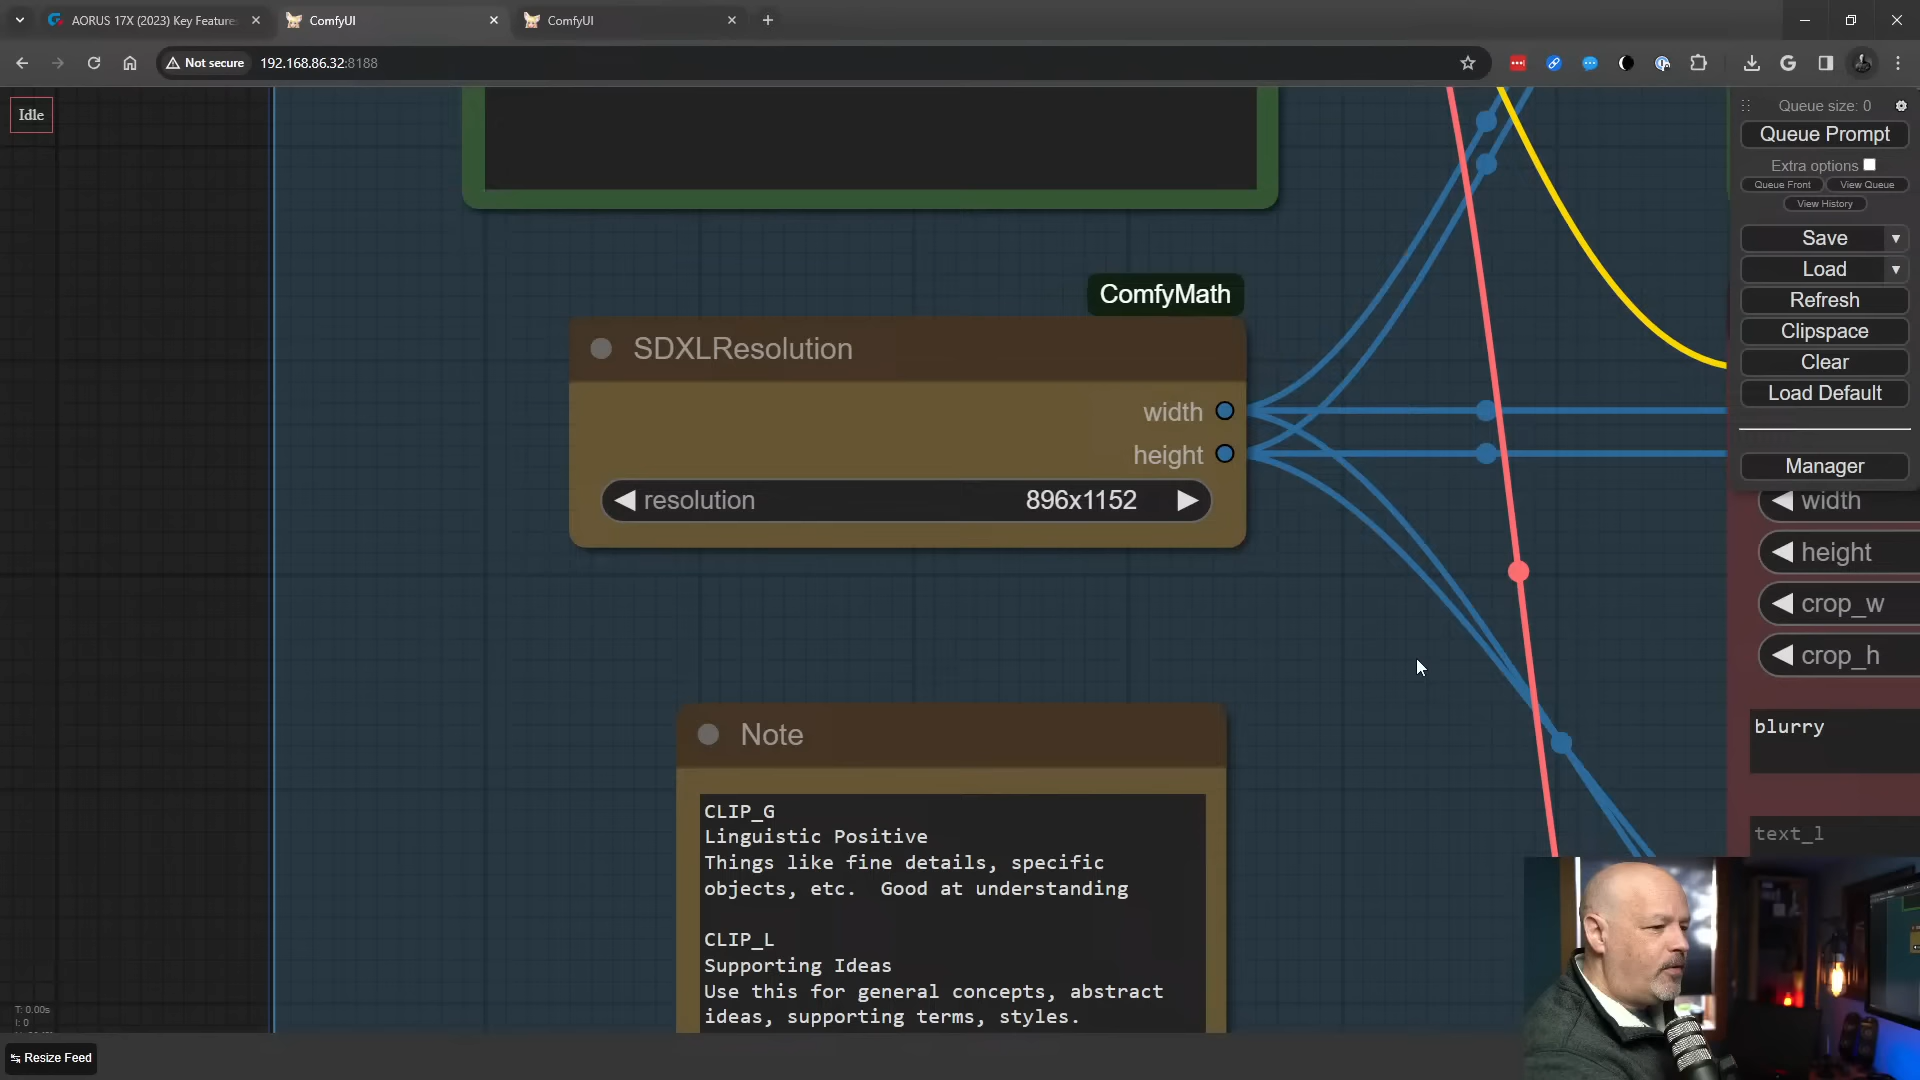 AORUS 17X (2023) Key Feature
ComfyUI
ComfyUI
Not secure
192.168.86.32:8188
Idle
Queue size: 0
Queue Prompt
Extra options
Queue Front
View Queue
View History
Save
Load
Refresh
Clipspace
Clear
Load Default
Manager
ComfyMath
SDXLResolution
width
height
resolution
896x1152
width
height
crop_w
crop_h
blurry
text_l
Note
CLIP_G
Linguistic Positive
Things like fine details, specific
objects, etc.  Good at understanding
CLIP_L
Supporting Ideas
Use this for general concepts, abstract
ideas, supporting terms, styles.
T: 0.00s
I: 0
Resize Feed